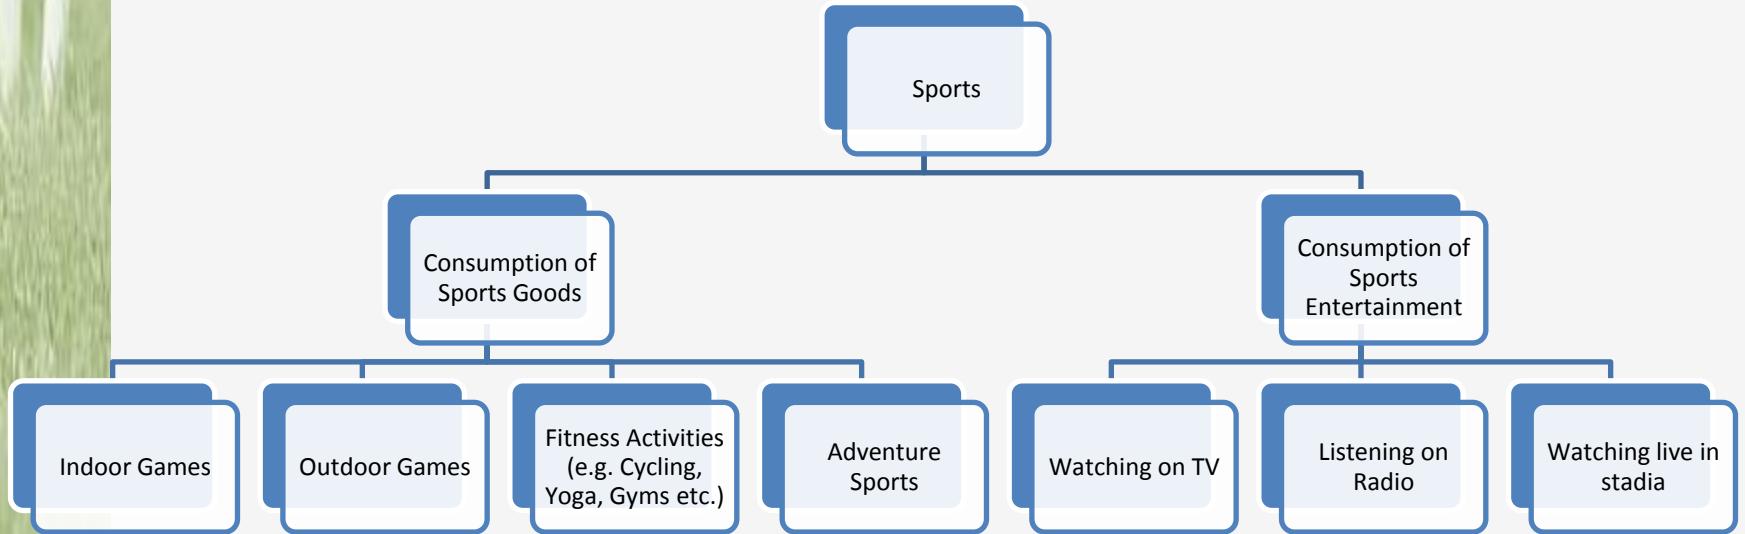 Sports
Consumption of
Sports Goods
Consumption of
Sports
Entertainment
Indoor Games
Outdoor Games
Fitness Activities
(e.g. Cycling,
Yoga, Gyms etc.)
Adventure
Sports
Watching on TV
Listening on
Radio
Watching live in
stadia